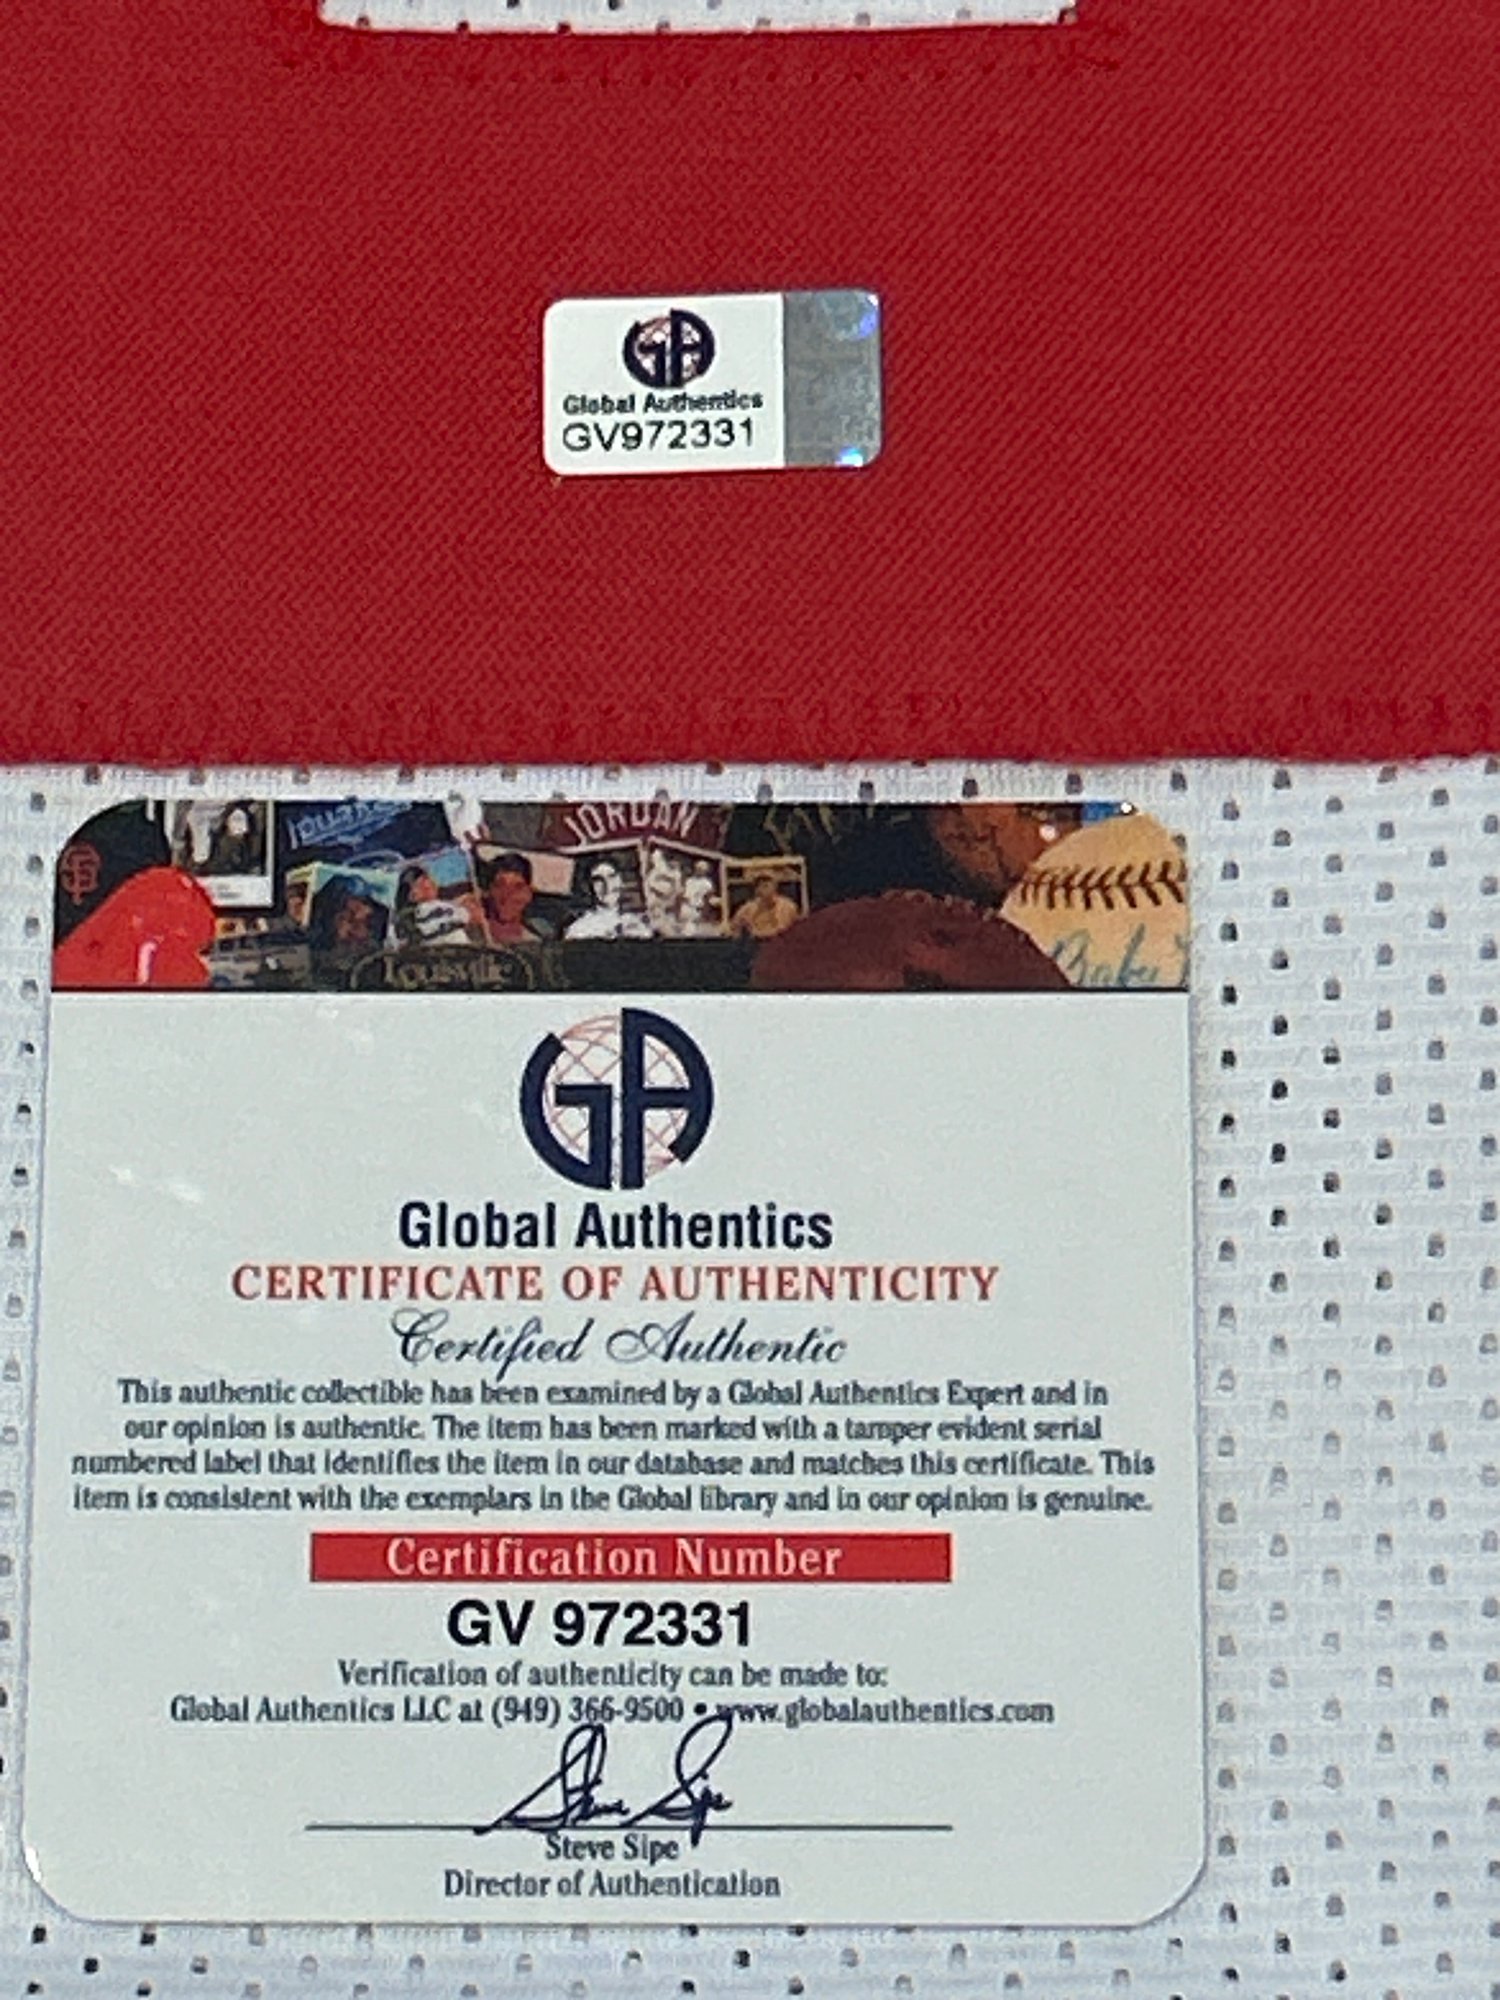 GA
Global Authentics
GV972331
JORDAN
Louisville
Baby
GA
Global Authentics
CERTIFICATE OF AUTHENTICITY
Certified Authentic
This authentic collectible has been examined by a Global Authentics Expert and in
our opinion is authentic. The item has been marked with a tamper evident serial
numbered label that identifies the item in our database and matches this certificate. This
item is consistent with the exemplars in the Global library and in our opinion is genuine.
Certification Number
GV 972331
Verification of authenticity can be made to:
Global Authentics LLC at (949) 366-9500 • www.globalauthentics.com
Steve Sipe
Steve Sipe
Director of Authentication